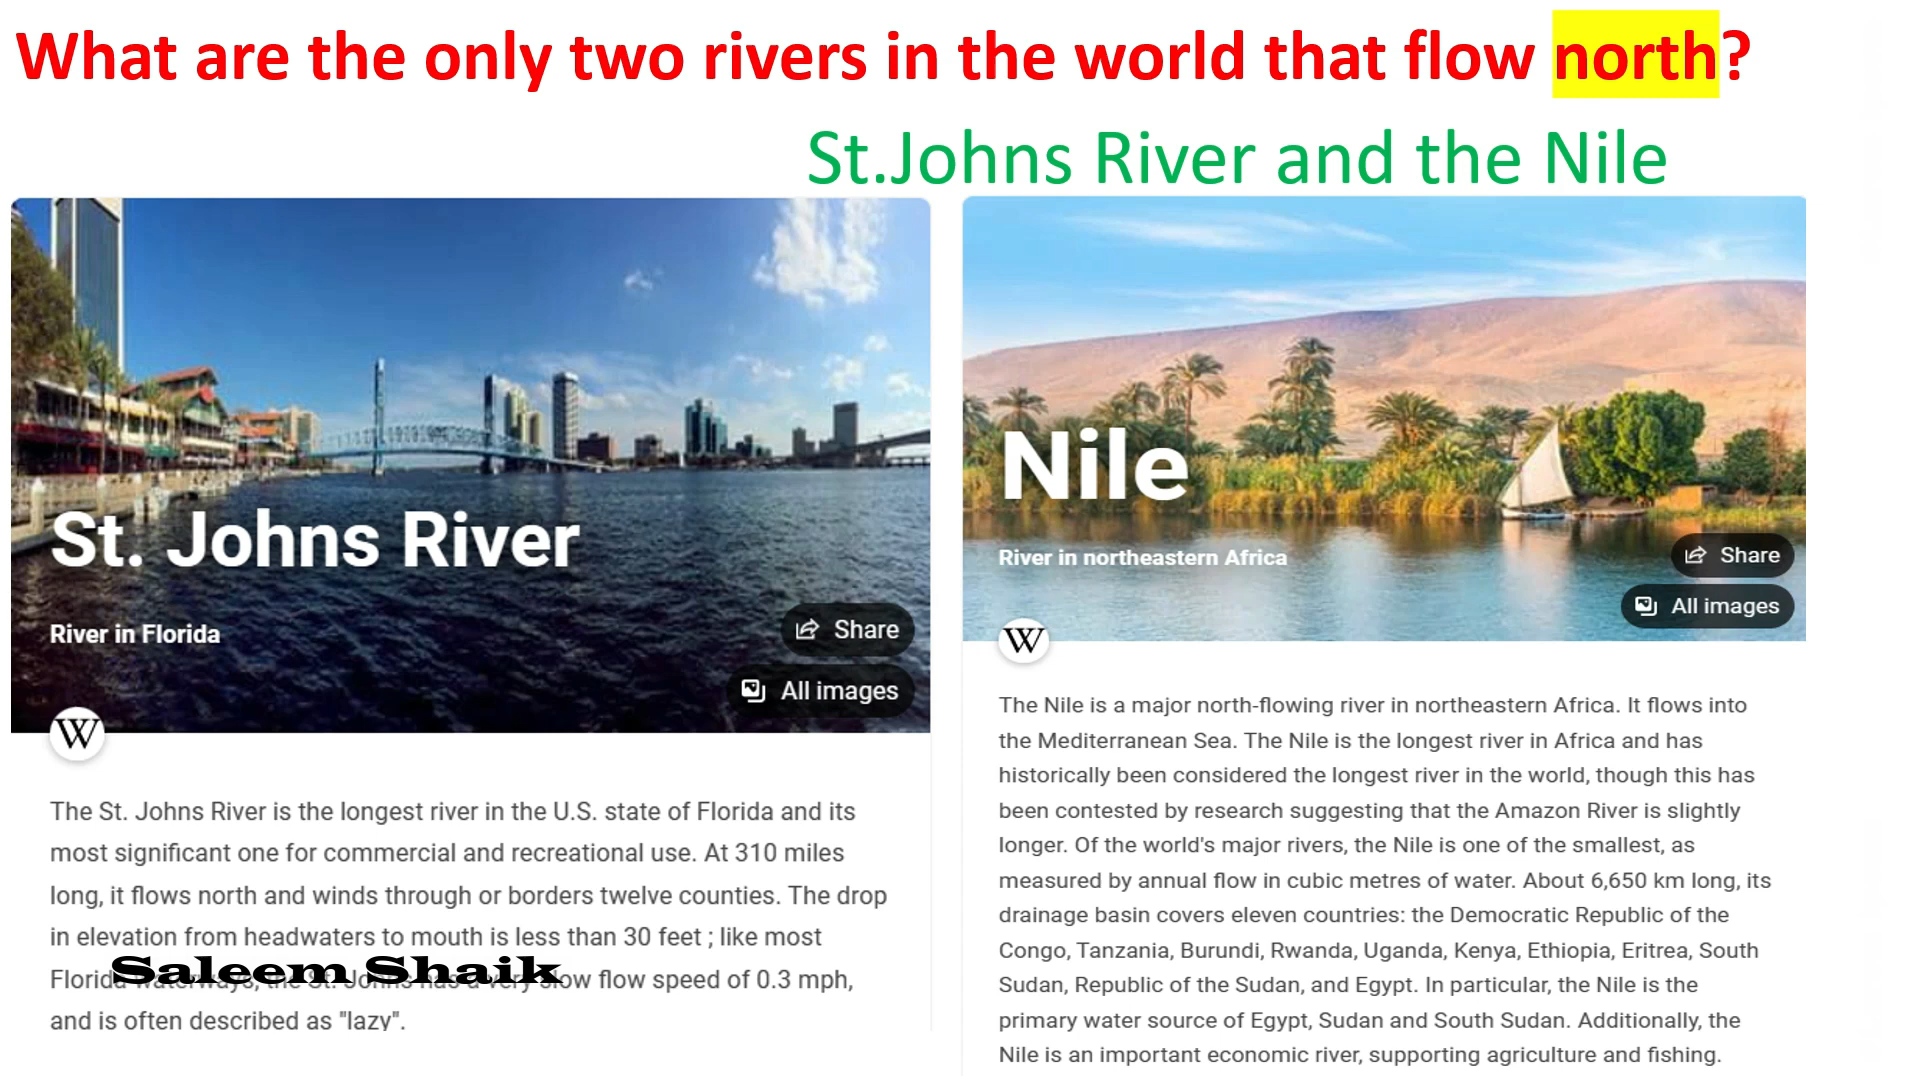 What are the only two rivers in the world that flow north?
St.Johns River and the Nile
St. Johns River
River in Florida
Share
All images
W
The St. Johns River is the longest river in the U.S. state of Florida and its
most significant one for commercial and recreational use. At 310 miles
long, it flows north and winds through or borders twelve counties. The drop
in elevation from headwaters to mouth is less than 30 feet ; like most
Florida waterways, the St. Johns has a very slow flow speed of 0.3 mph,
and is often described as "lazy".
Saleem Shaik
Nile
River in northeastern Africa
Share
All images
W
The Nile is a major north-flowing river in northeastern Africa. It flows into
the Mediterranean Sea. The Nile is the longest river in Africa and has
historically been considered the longest river in the world, though this has
been contested by research suggesting that the Amazon River is slightly
longer. Of the world's major rivers, the Nile is one of the smallest, as
measured by annual flow in cubic metres of water. About 6,650 km long, its
drainage basin covers eleven countries: the Democratic Republic of the
Congo, Tanzania, Burundi, Rwanda, Uganda, Kenya, Ethiopia, Eritrea, South
Sudan, Republic of the Sudan, and Egypt. In particular, the Nile is the
primary water source of Egypt, Sudan and South Sudan. Additionally, the
Nile is an important economic river, supporting agriculture and fishing.